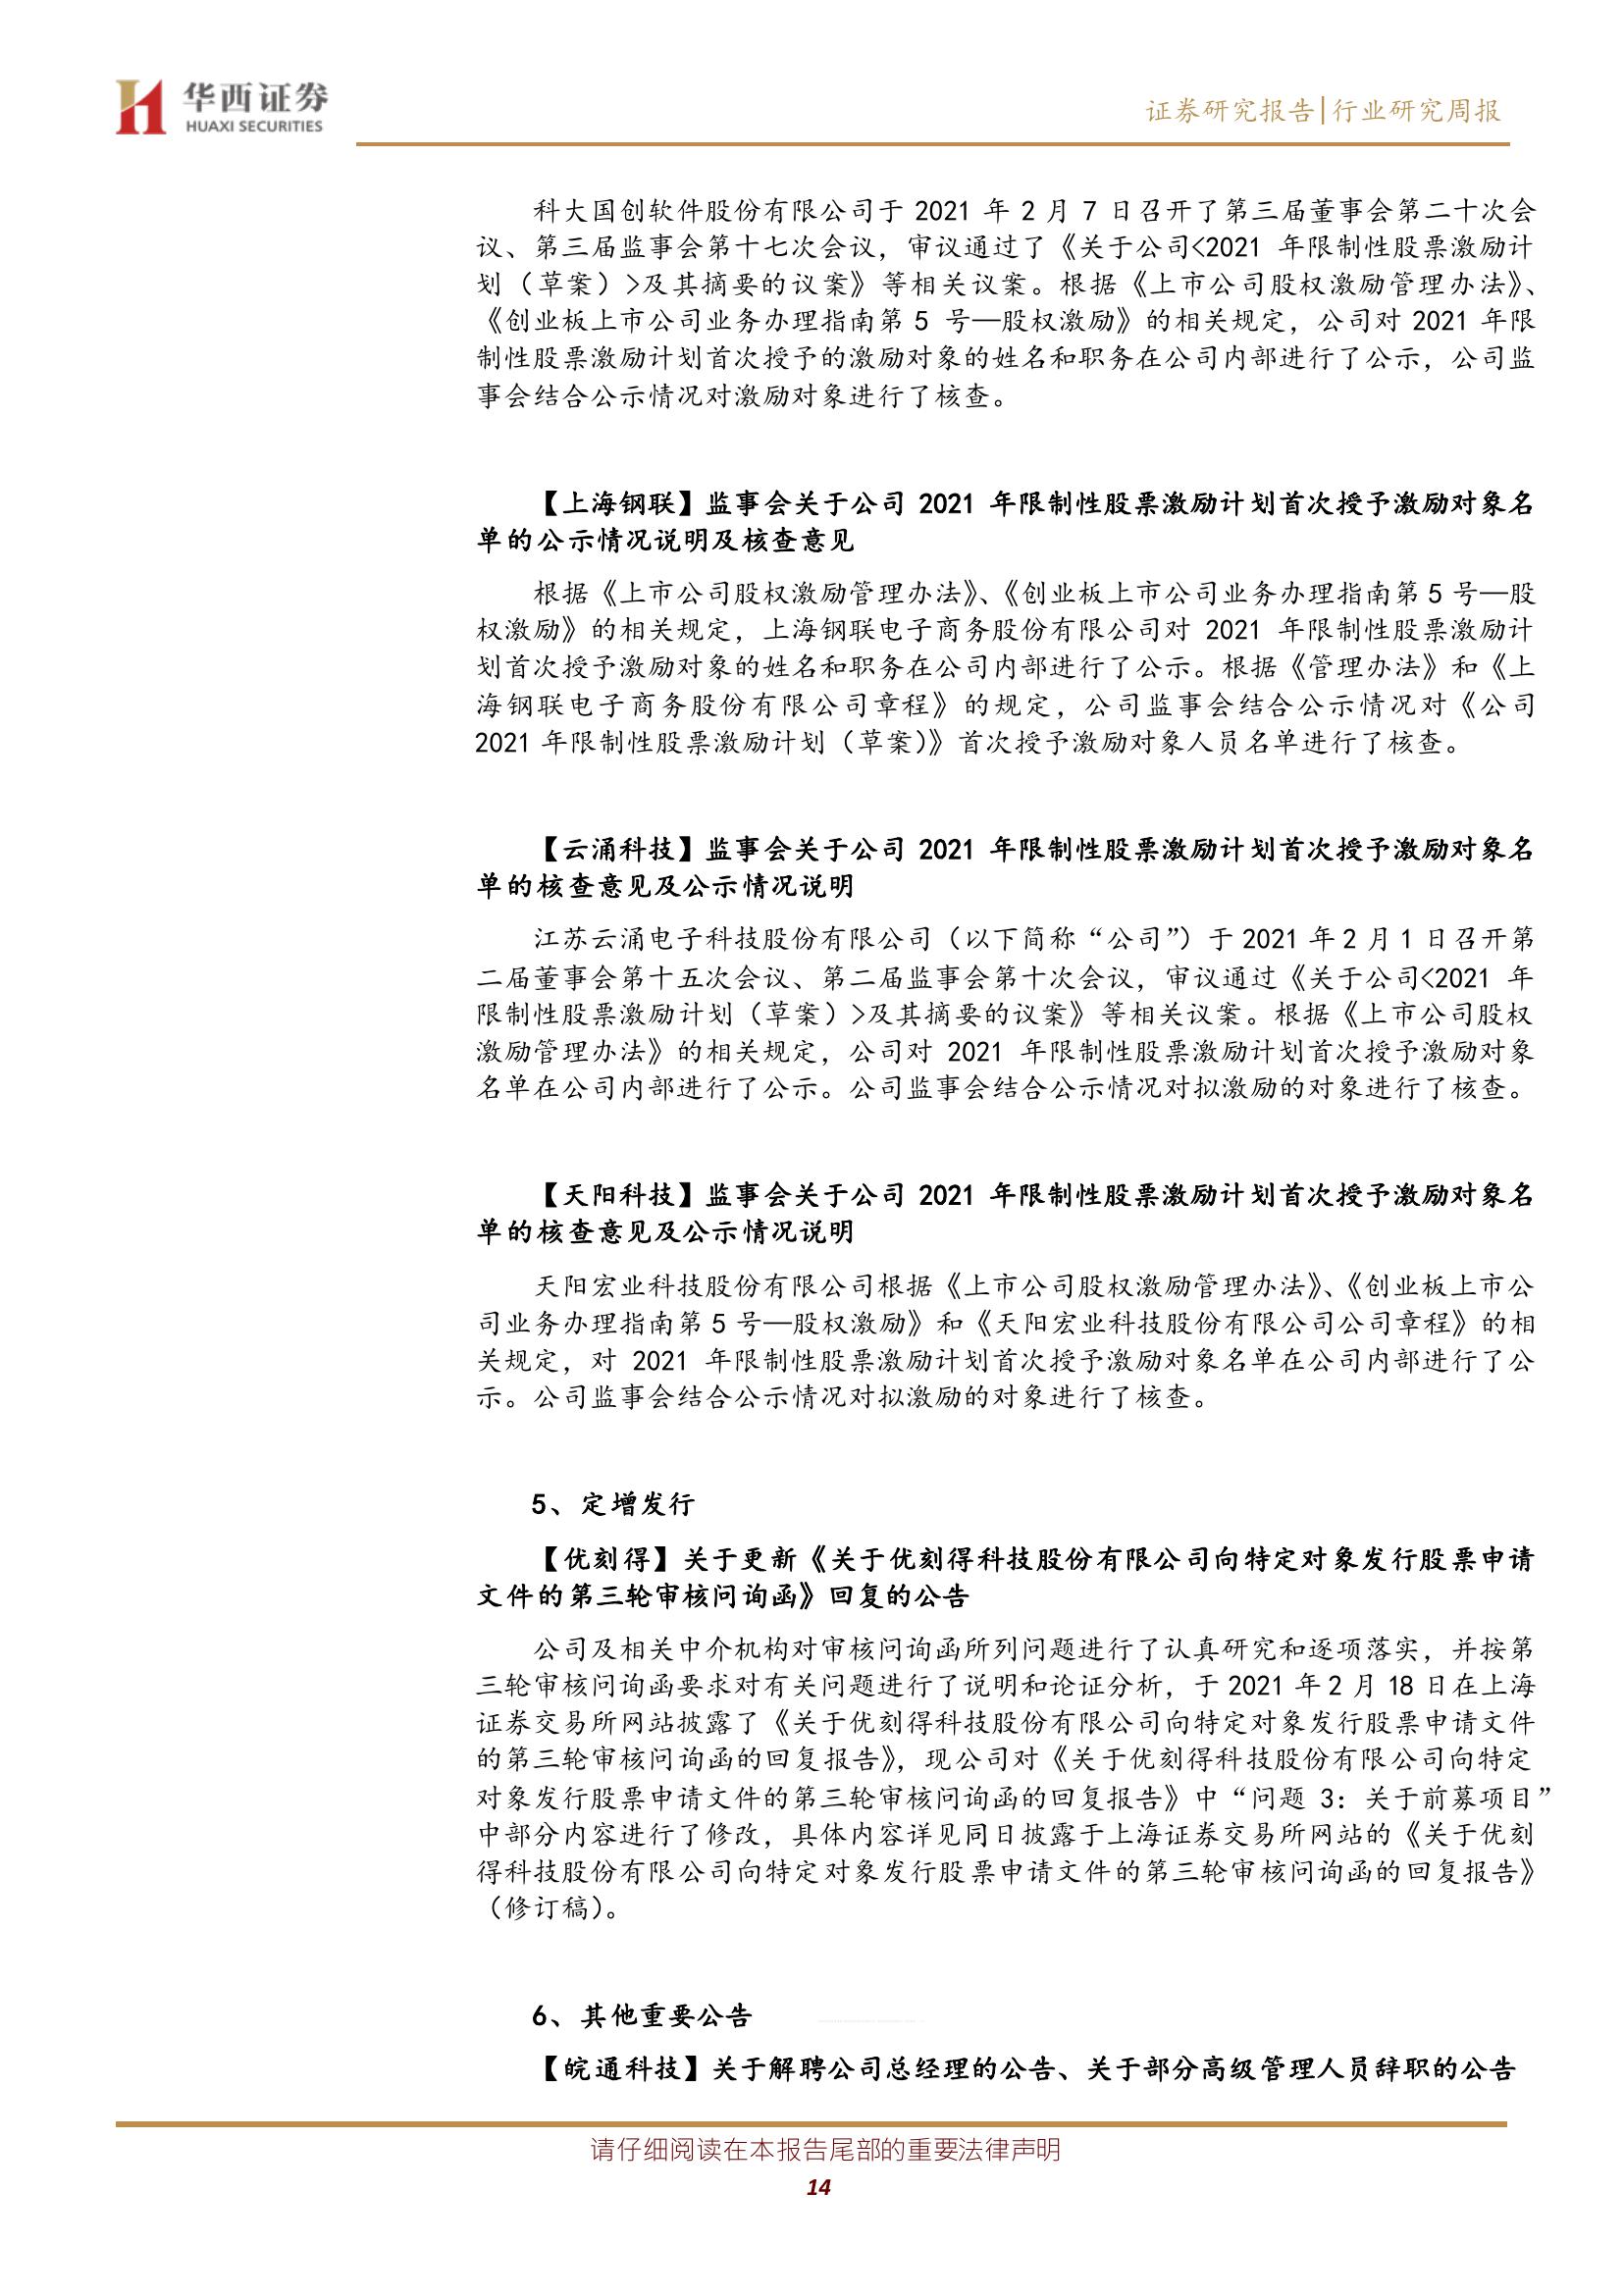 华西证券
HUAXI SECURITIES
证券研究报告|行业研究周报
科大国创软件股份有限公司于 2021 年 2 月 7 日召开了第三届董事会第二十次会
议、第三届监事会第十七次会议，审议通过了《关于公司<2021 年限制性股票激励计
划（草案）>及其摘要的议案》等相关议案。根据《上市公司股权激励管理办法》、
《创业板上市公司业务办理指南第 5 号—股权激励》的相关规定，公司对 2021 年限
制性股票激励计划首次授予的激励对象的姓名和职务在公司内部进行了公示，公司监
事会结合公示情况对激励对象进行了核查。
【上海钢联】监事会关于公司 2021 年限制性股票激励计划首次授予激励对象名
单的公示情况说明及核查意见
根据《上市公司股权激励管理办法》、《创业板上市公司业务办理指南第 5 号—股
权激励》的相关规定，上海钢联电子商务股份有限公司对 2021 年限制性股票激励计
划首次授予激励对象的姓名和职务在公司内部进行了公示。根据《管理办法》和《上
海钢联电子商务股份有限公司章程》的规定，公司监事会结合公示情况对《公司
2021 年限制性股票激励计划（草案）》首次授予激励对象人员名单进行了核查。
【云涌科技】监事会关于公司 2021 年限制性股票激励计划首次授予激励对象名
单的核查意见及公示情况说明
江苏云涌电子科技股份有限公司（以下简称“公司”）于 2021 年 2 月 1 日召开第
二届董事会第十五次会议、第二届监事会第十次会议，审议通过《关于公司<2021 年
限制性股票激励计划（草案）>及其摘要的议案》等相关议案。根据《上市公司股权
激励管理办法》的相关规定，公司对 2021 年限制性股票激励计划首次授予激励对象
名单在公司内部进行了公示。公司监事会结合公示情况对拟激励的对象进行了核查。
【天阳科技】监事会关于公司 2021 年限制性股票激励计划首次授予激励对象名
单的核查意见及公示情况说明
天阳宏业科技股份有限公司根据《上市公司股权激励管理办法》、《创业板上市公
司业务办理指南第 5 号—股权激励》和《天阳宏业科技股份有限公司公司章程》的相
关规定，对 2021 年限制性股票激励计划首次授予激励对象名单在公司内部进行了公
示。公司监事会结合公示情况对拟激励的对象进行了核查。
5、定增发行
【优刻得】关于更新《关于优刻得科技股份有限公司向特定对象发行股票申请
文件的第三轮审核问询函》回复的公告
公司及相关中介机构对审核问询函所列问题进行了认真研究和逐项落实，并按第
三轮审核问询函要求对有关问题进行了说明和论证分析，于 2021 年 2 月 18 日在上海
证券交易所网站披露了《关于优刻得科技股份有限公司向特定对象发行股票申请文件
的第三轮审核问询函的回复报告》，现公司对《关于优刻得科技股份有限公司向特定
对象发行股票申请文件的第三轮审核问询函的回复报告》中“问题 3：关于前募项目”
中部分内容进行了修改，具体内容详见同日披露于上海证券交易所网站的《关于优刻
得科技股份有限公司向特定对象发行股票申请文件的第三轮审核问询函的回复报告》
（修订稿）。
6、其他重要公告
【皖通科技】关于解聘公司总经理的公告、关于部分高级管理人员辞职的公告
请仔细阅读在本报告尾部的重要法律声明
14